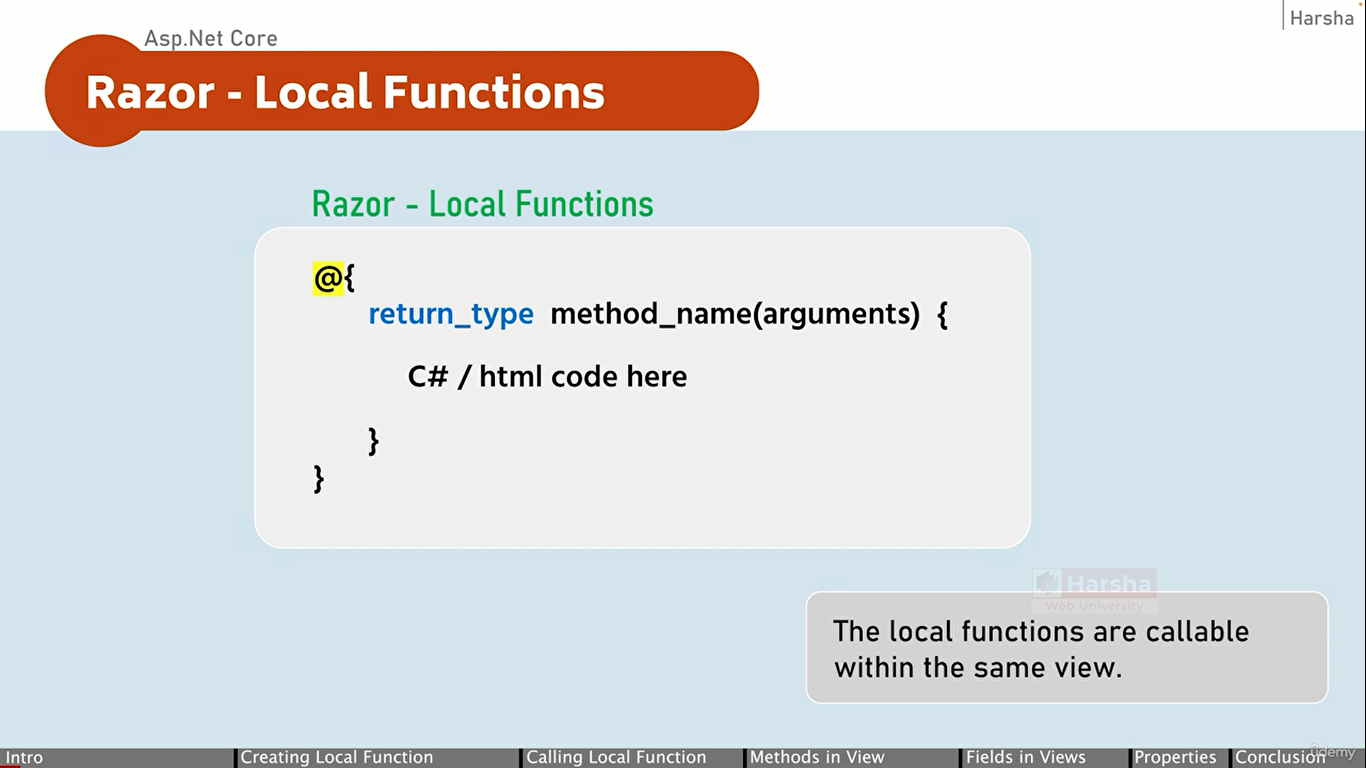 Harsha
Asp.Net Core
Razor - Local Functions
Razor - Local Functions
@{
return_type method_name(arguments) {
C# / html code here
}
}
Harsha
Web University
The local functions are callable
within the same view.
Intro
Creating Local Function
Calling Local Function
Methods in View
Fields in Views
Properties
Conclusion
ûdemy